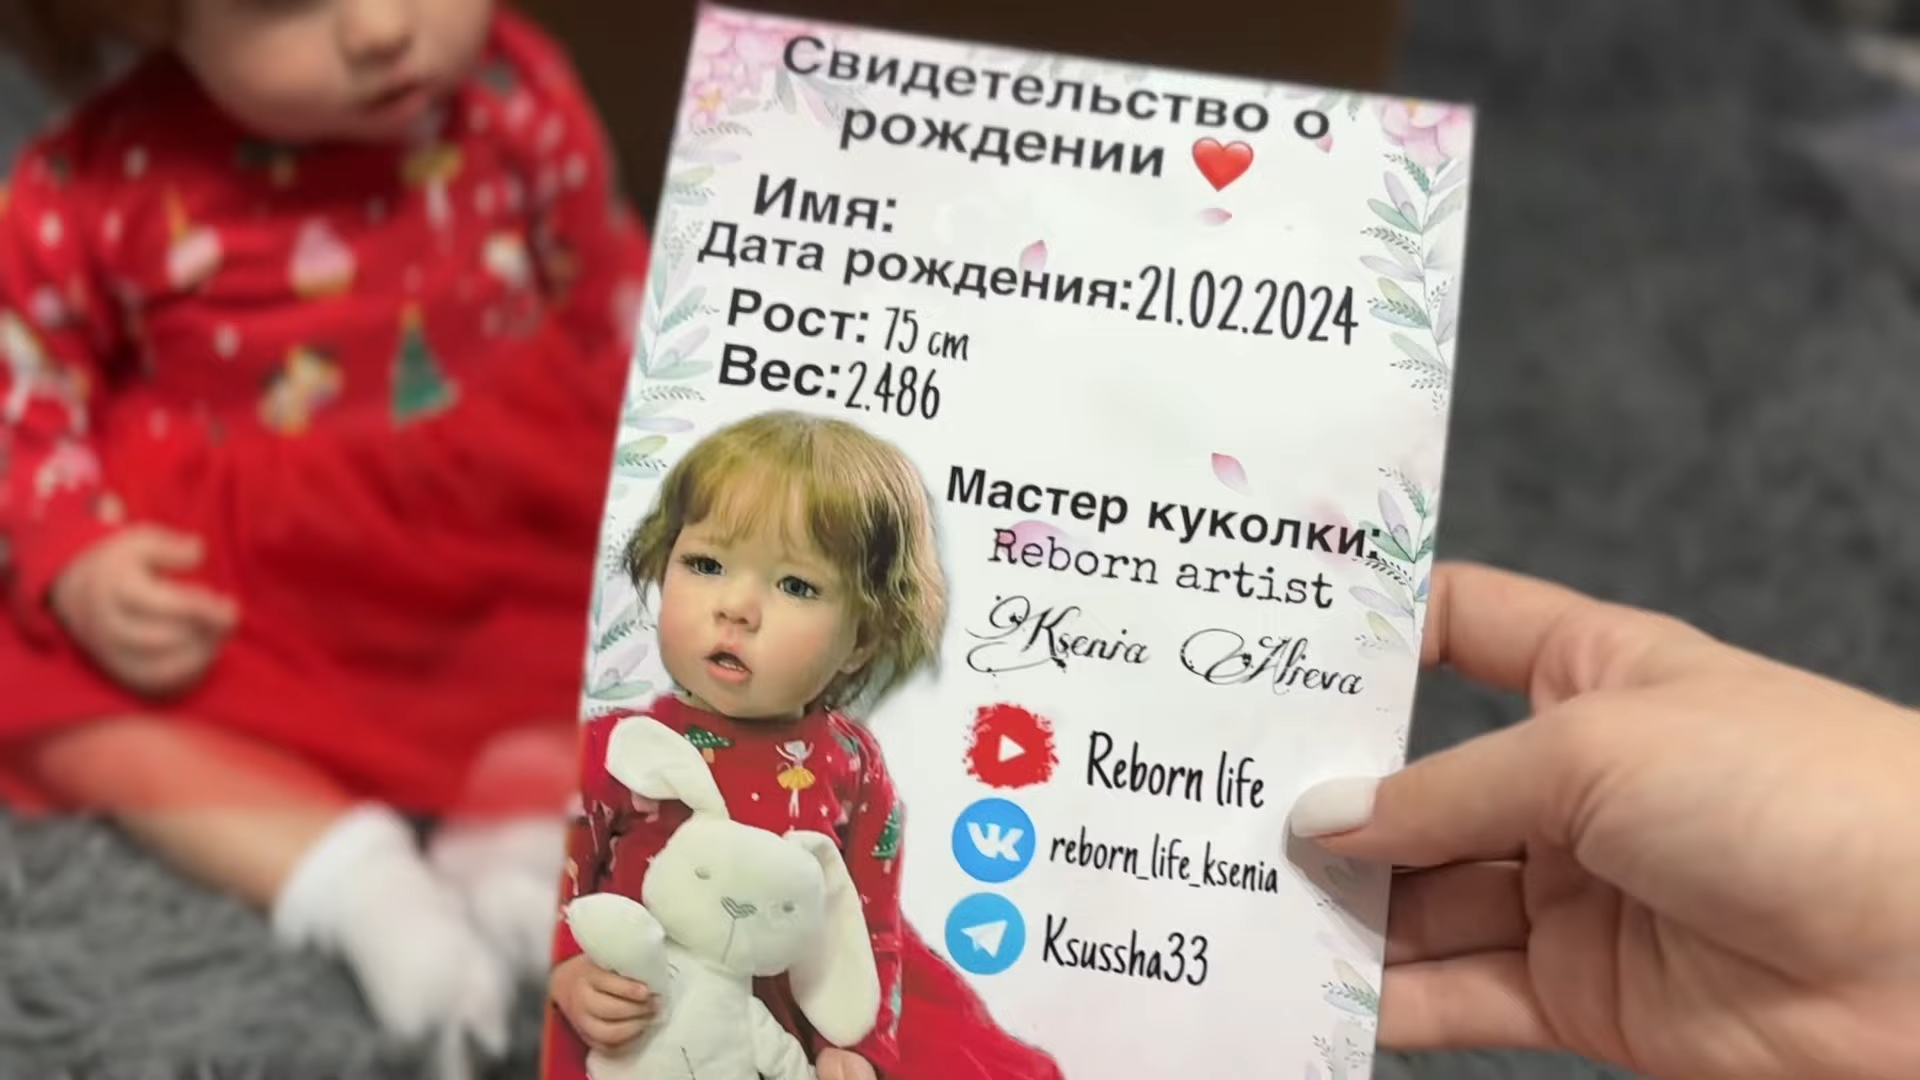 Свидетельство о
рождении ❤️
Имя:
Дата рождения: 21.02.2024
Рост: 75 cm
Вес: 2.486
Мастер куколки:
Reborn artist
Ksenia Alieva
Reborn life
reborn_life_ksenia
Ksussha33